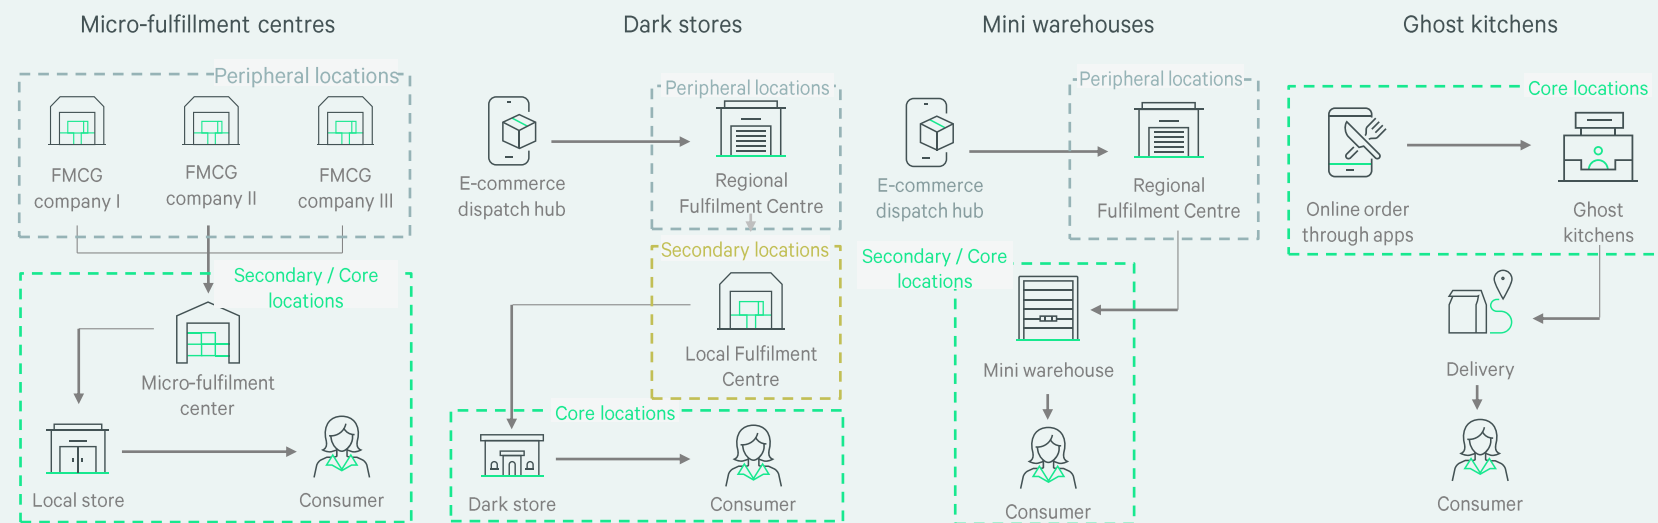 Micro-fulfillment centres
Peripheral locations
FMCG
company I
FMCG
company II
FMCG
company III
Secondary / Core
locations
Micro-fulfilment
center
Local store
Consumer
Dark stores
Peripheral locations
E-commerce
dispatch hub
Regional
Fulfilment Centre
Secondary locations
Local Fulfilment
Centre
Core locations
Dark store
Consumer
Mini warehouses
Peripheral locations
E-commerce
dispatch hub
Regional
Fulfilment Centre
Secondary / Core
locations
Mini warehouse
Consumer
Ghost kitchens
Core locations
Online order
through apps
Ghost
kitchens
Delivery
Consumer